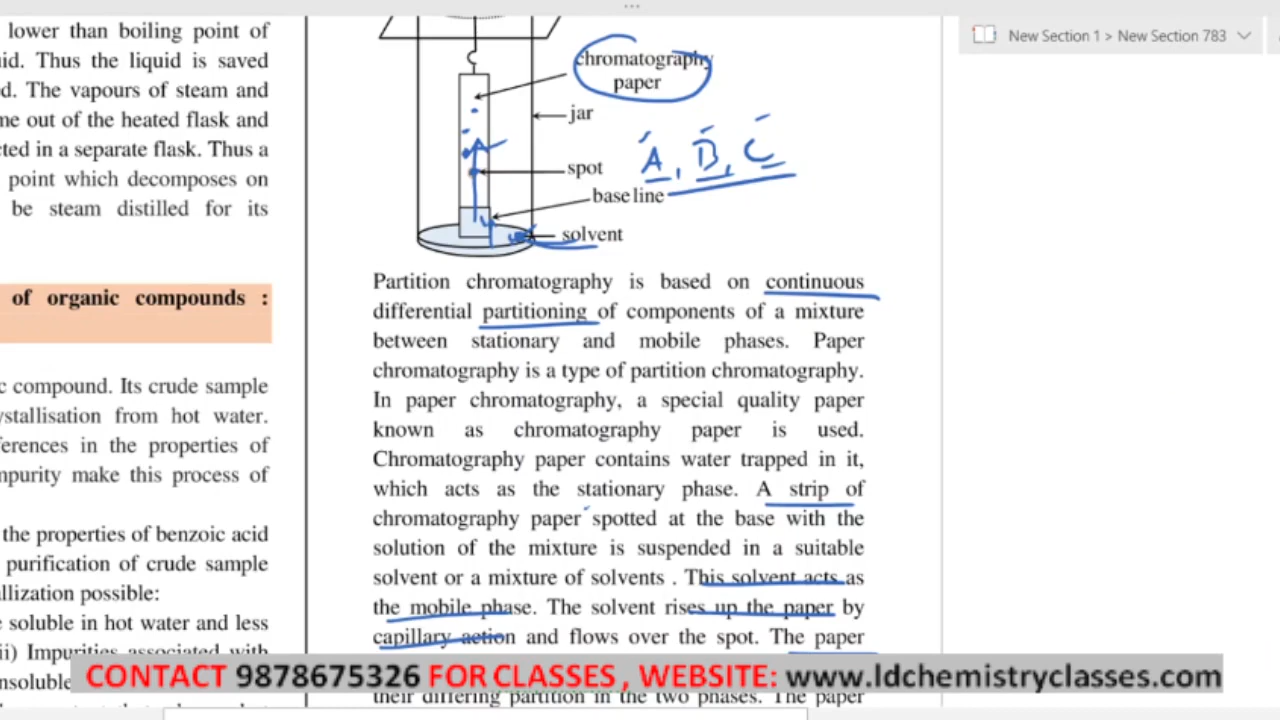 New Section 1 > New Section 783
lower than boiling point of
uid. Thus the liquid is saved
ed. The vapours of steam and
me out of the heated flask and
cted in a separate flask. Thus a
point which decomposes on
be steam distilled for its
of organic compounds :
ic compound. Its crude sample
ystallisation from hot water.
ferences in the properties of
mpurity make this process of
the properties of benzoic acid
purification of crude sample
allization possible:
e soluble in hot water and less
ii) Impurities associated with
nsoluble
chromatography
paper
jar
spot
base line
solvent
A, B, C
Partition chromatography is based on continuous
differential partitioning of components of a mixture
between stationary and mobile phases. Paper
chromatography is a type of partition chromatography.
In paper chromatography, a special quality paper
known as chromatography paper is used.
Chromatography paper contains water trapped in it,
which acts as the stationary phase. A strip of
chromatography paper spotted at the base with the
solution of the mixture is suspended in a suitable
solvent or a mixture of solvents . This solvent acts as
the mobile phase. The solvent rises up the paper by
capillary action and flows over the spot. The paper
their differing partition in the two phases. The paper
CONTACT 9878675326 FOR CLASSES , WEBSITE: www.ldchemistryclasses.com